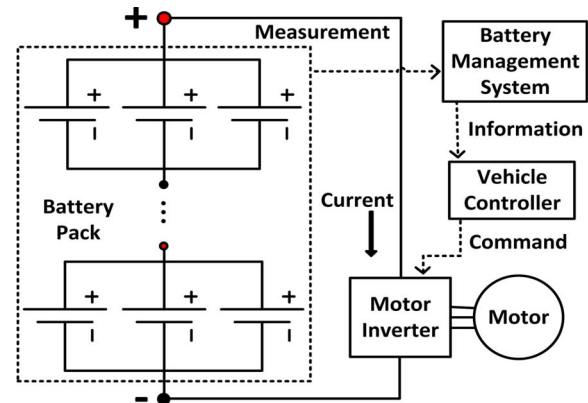 +
Measurement
Battery
Management
System
+ + +
Information
Battery
Pack
Current
Vehicle
Controller
Command
+ + +
Motor
Inverter
Motor
-